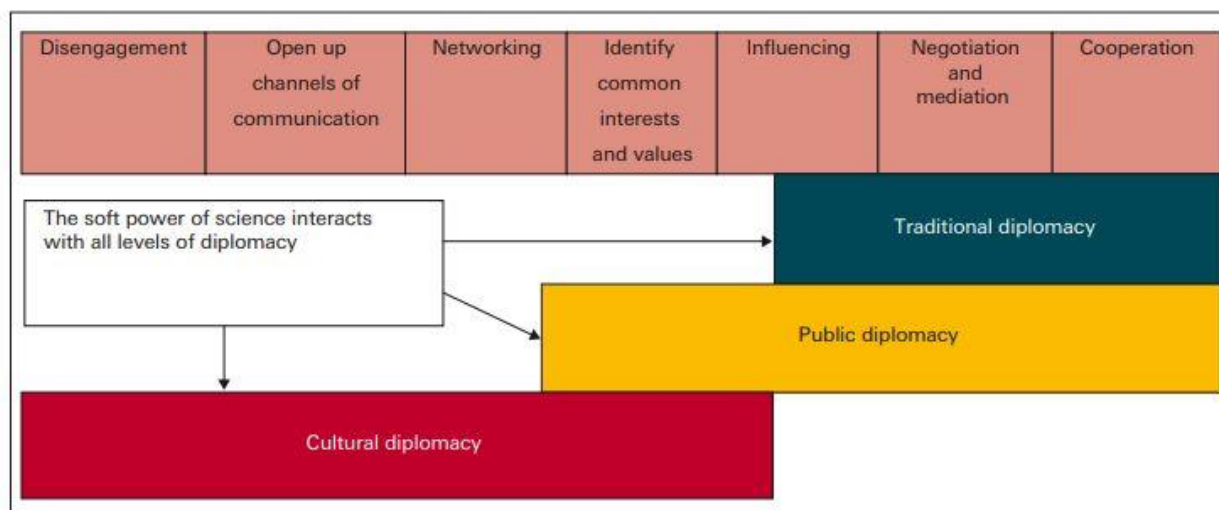 Disengagement
Open up
channels of
communication
Networking
Identify
common
interests
and values
Influencing
Negotiation
and
mediation
Cooperation
The soft power of science interacts
with all levels of diplomacy
Traditional diplomacy
Public diplomacy
Cultural diplomacy